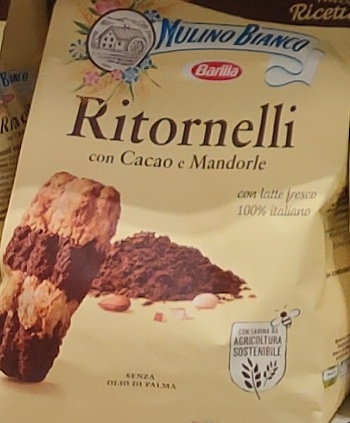 Ricett
MULINO BIANCO
Barilla
Ritornelli
con Cacao e Mandorle
con latte fresco
100% italiano
CON FARINA DA
AGRICOLTURA
SOSTENIBILE
SENZA
OLIO DI PALMA